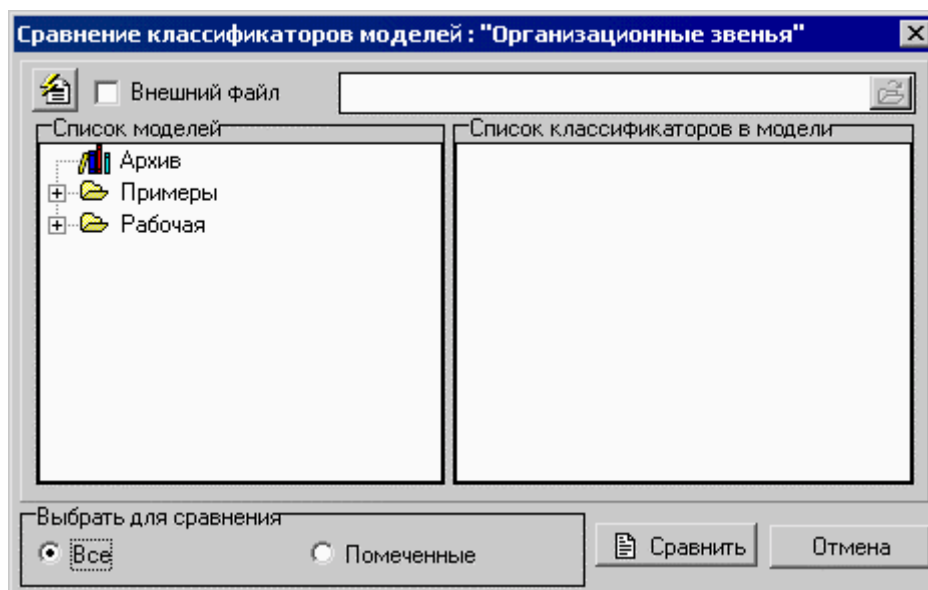 Сравнение классификаторов моделей : "Организационные звенья"
Внешний файл
Список моделей
Архив
Примеры
Рабочая
Список классификаторов в модели
Выбрать для сравнения
Все
Помеченные
Сравнить
Отмена